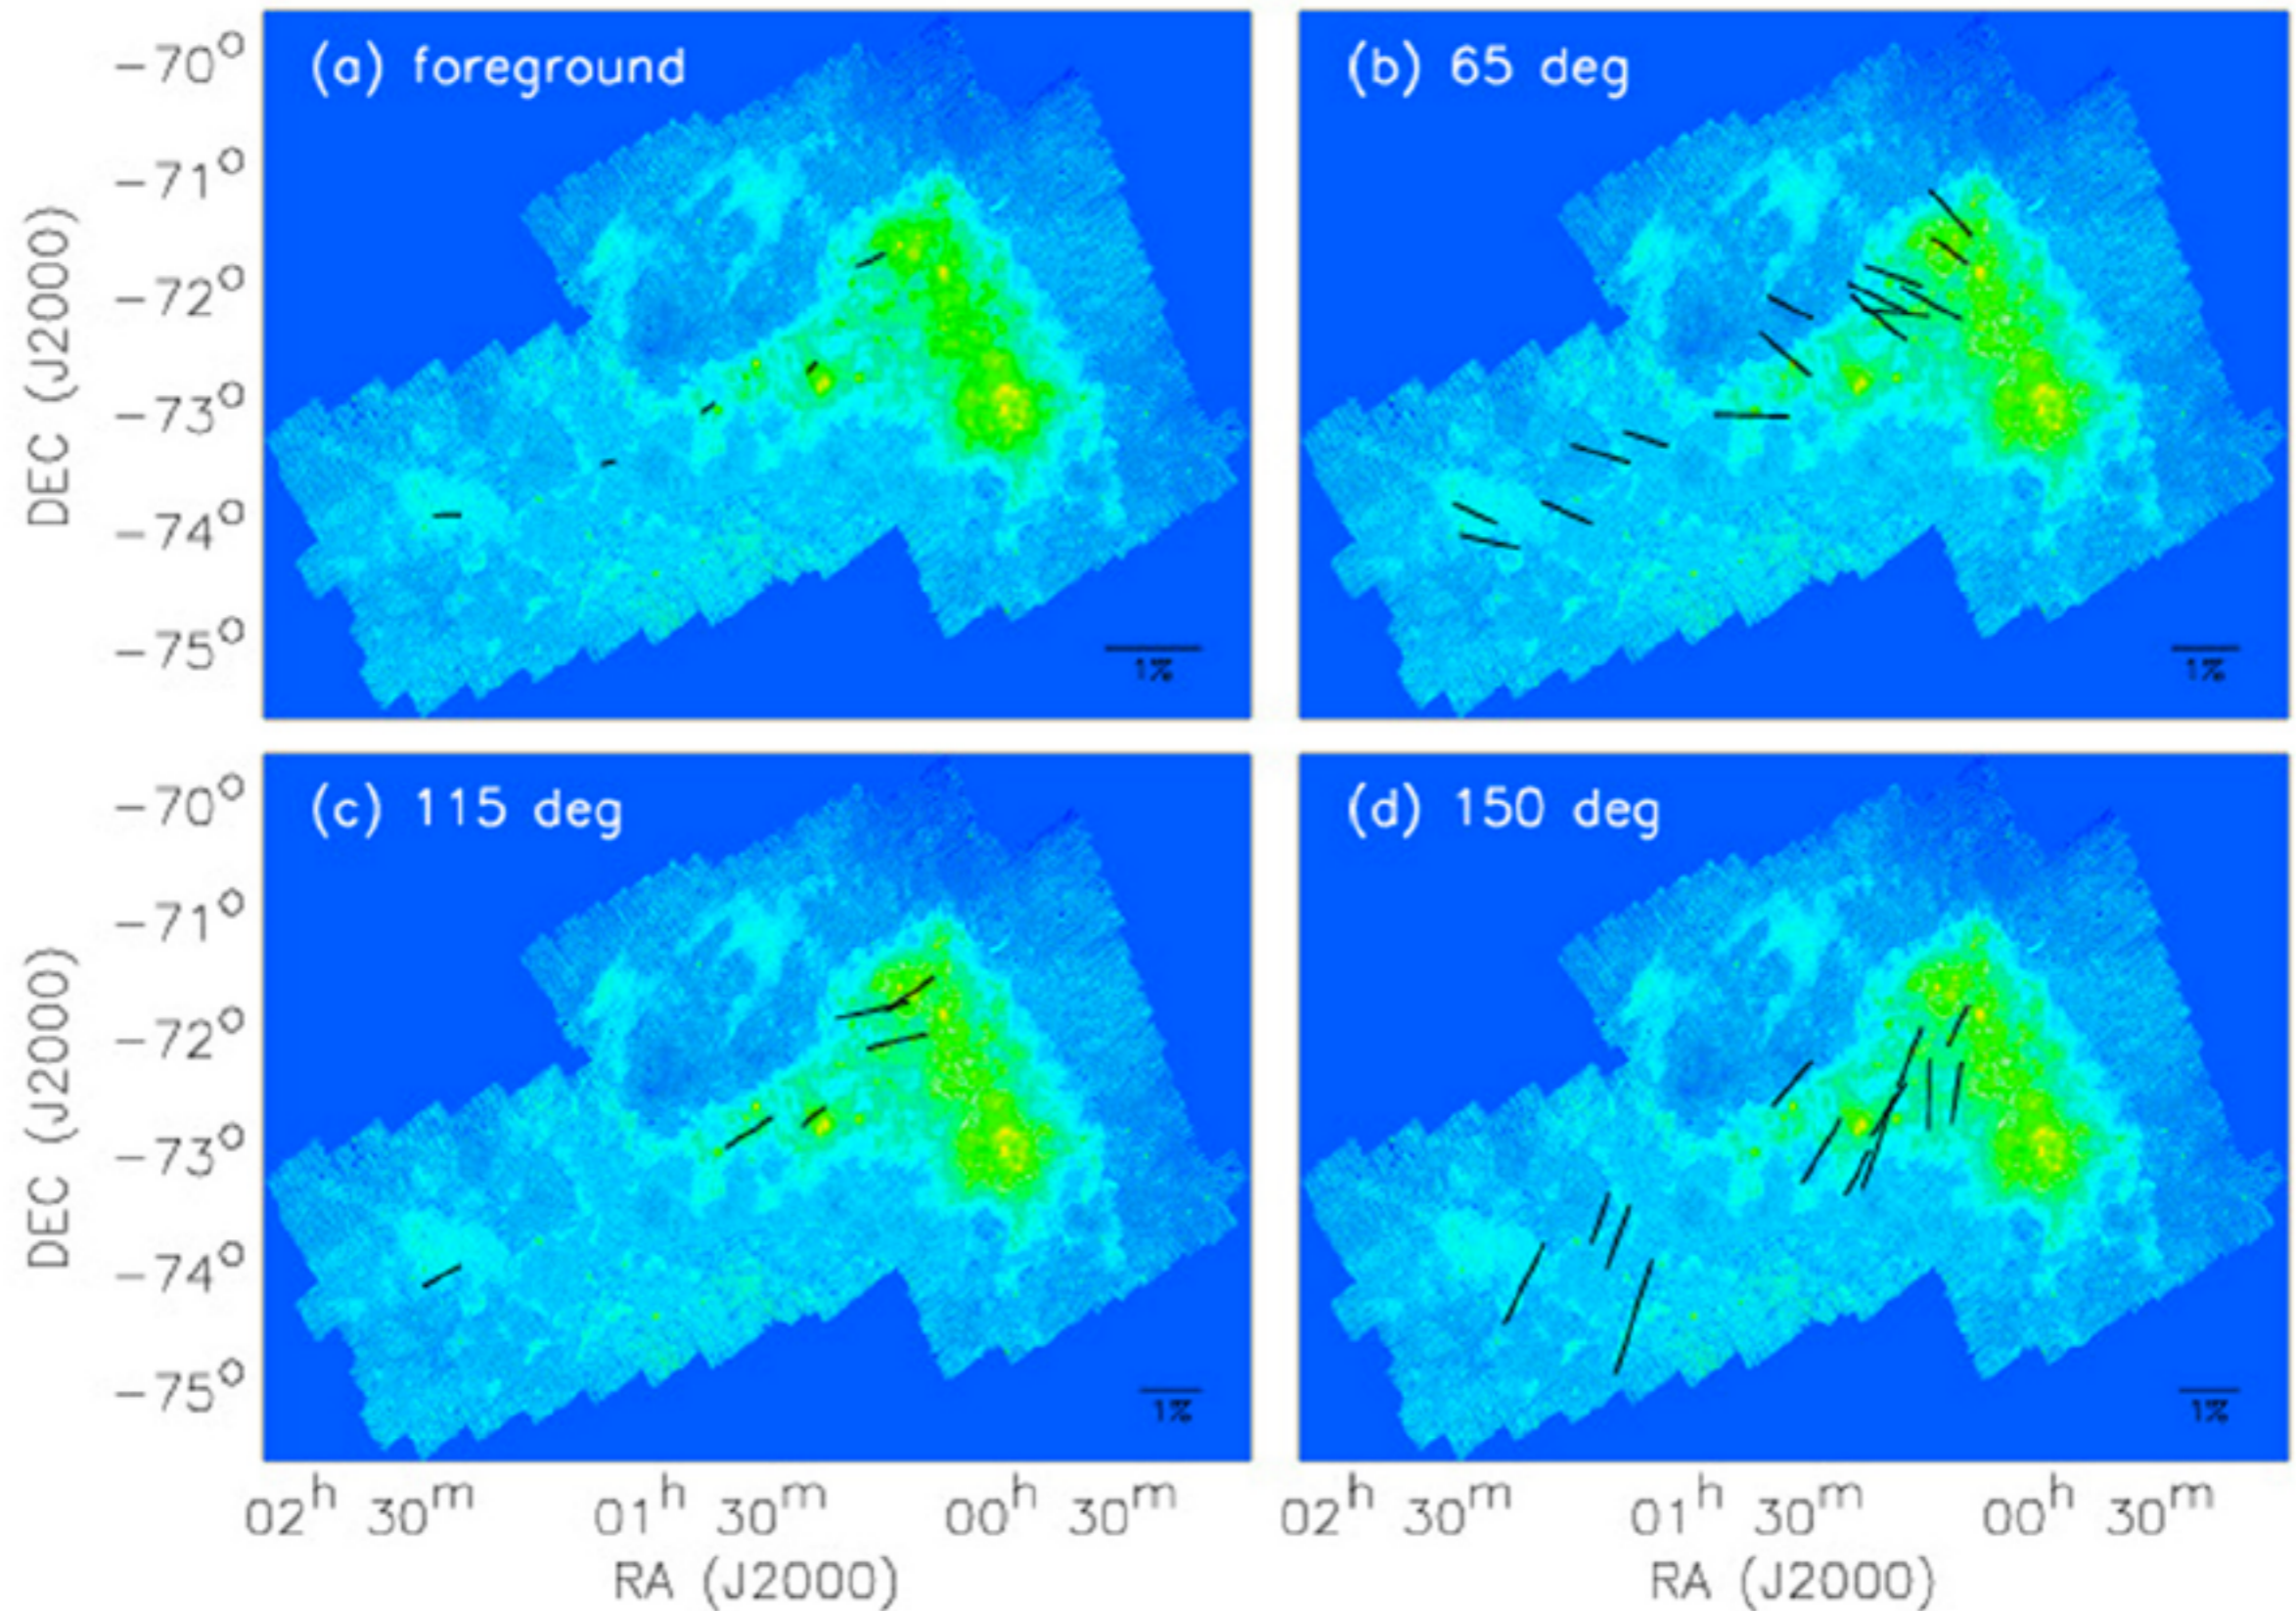 (a) foreground
(b) 65 deg
−70°
−71°
−72°
−73°
−74°
−75°
DEC (J2000)
1%
1%
(c) 115 deg
(d) 150 deg
−70°
−71°
−72°
−73°
−74°
−75°
DEC (J2000)
1%
1%
02ʰ 30ᵐ 01ʰ 30ᵐ 00ʰ 30ᵐ
02ʰ 30ᵐ 01ʰ 30ᵐ 00ʰ 30ᵐ
RA (J2000)
RA (J2000)